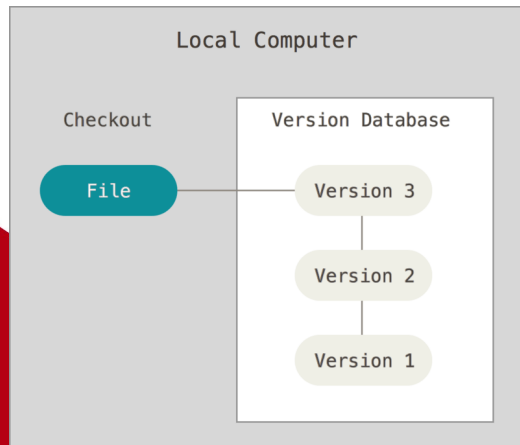 Local Computer
Checkout
Version Database
File
Version 3
Version 2
Version 1